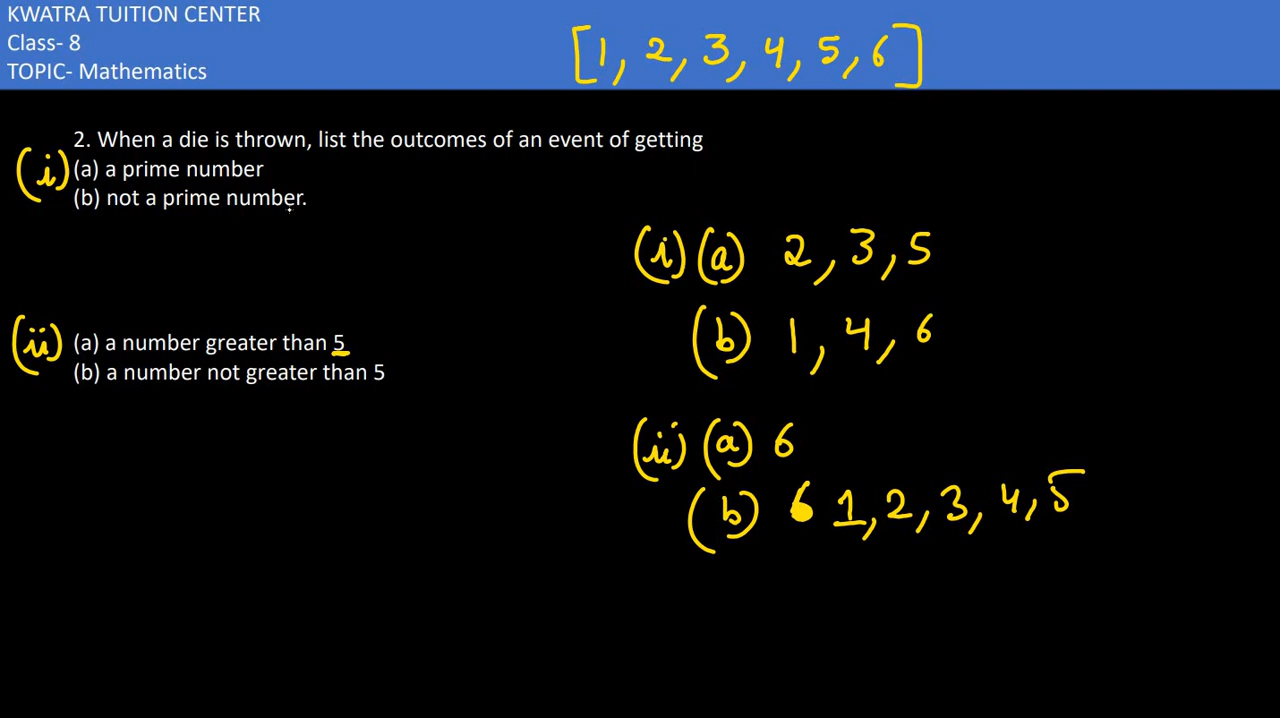 KWATRA TUITION CENTER
Class- 8
TOPIC- Mathematics
[1, 2, 3, 4, 5, 6]
2. When a die is thrown, list the outcomes of an event of getting
(i) (a) a prime number
(b) not a prime number.
(i) (a) 2, 3, 5
(b) 1, 4, 6
(ii) (a) a number greater than 5
(b) a number not greater than 5
(ii) (a) 6
(b) 6 1, 2, 3, 4, 5